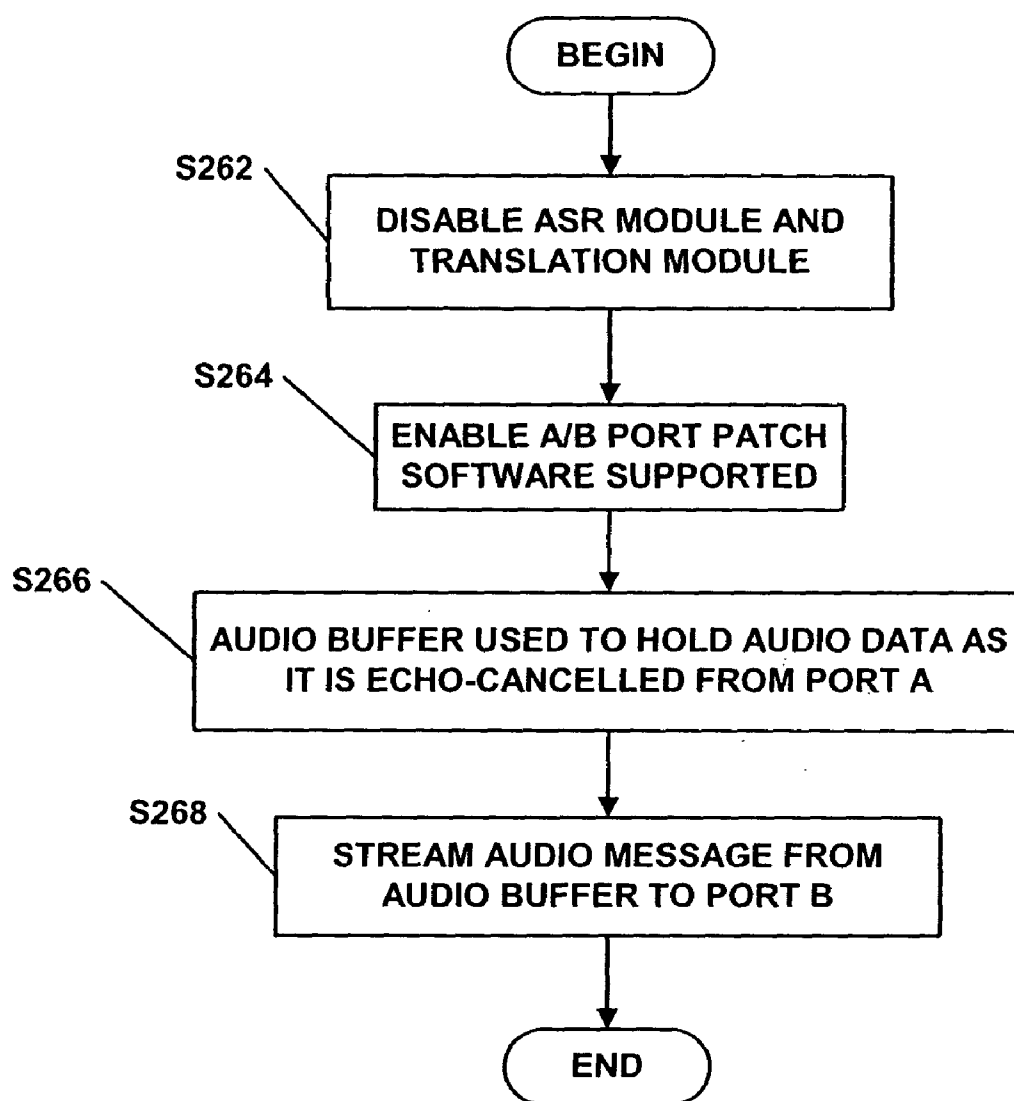 BEGIN
S262
DISABLE ASR MODULE AND
TRANSLATION MODULE
S264
ENABLE A/B PORT PATCH
SOFTWARE SUPPORTED
S266
AUDIO BUFFER USED TO HOLD AUDIO DATA AS
IT IS ECHO-CANCELLED FROM PORT A
S268
STREAM AUDIO MESSAGE FROM
AUDIO BUFFER TO PORT B
END